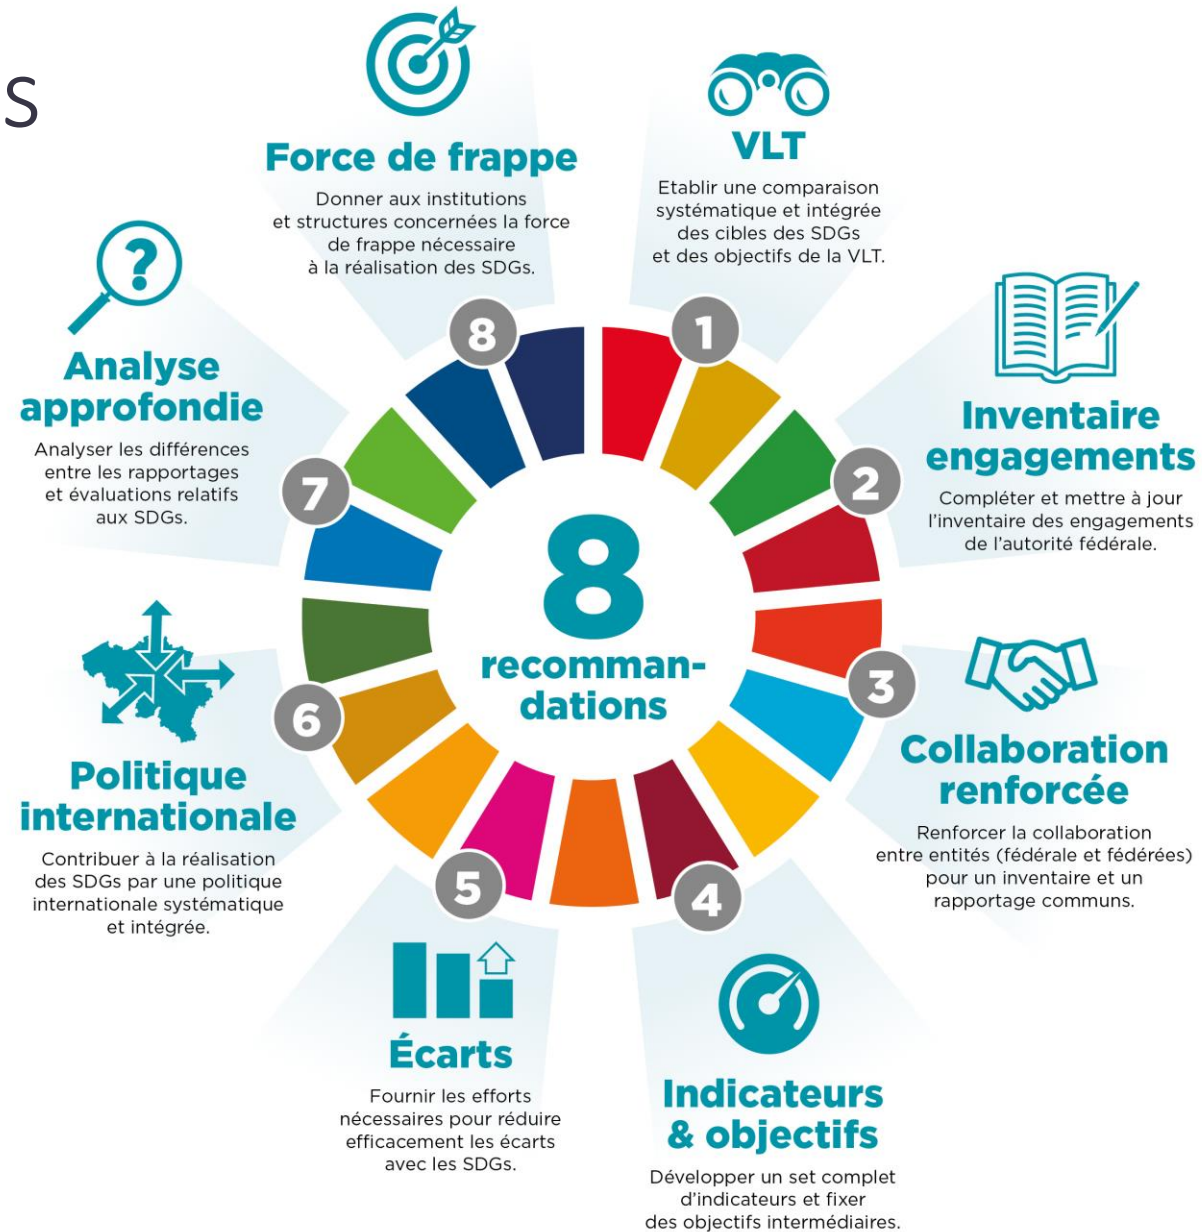 S
8
recomman-
dations
1
VLT
Etablir une comparaison
systématique et intégrée
des cibles des SDGs
et des objectifs de la VLT.
2
Inventaire
engagements
Compléter et mettre à jour
l'inventaire des engagements
de l'autorité fédérale.
3
Collaboration
renforcée
Renforcer la collaboration
entre entités (fédérale et fédérées)
pour un inventaire et un
rapportage communs.
4
Indicateurs
& objectifs
Développer un set complet
d'indicateurs et fixer
des objectifs intermédiaires.
5
Écarts
Fournir les efforts
nécessaires pour réduire
efficacement les écarts
avec les SDGs.
6
Politique
internationale
Contribuer à la réalisation
des SDGs par une politique
internationale systématique
et intégrée.
7
?
Analyse
approfondie
Analyser les différences
entre les rapportages
et évaluations relatifs
aux SDGs.
8
Force de frappe
Donner aux institutions
et structures concernées la force
de frappe nécessaire
à la réalisation des SDGs.